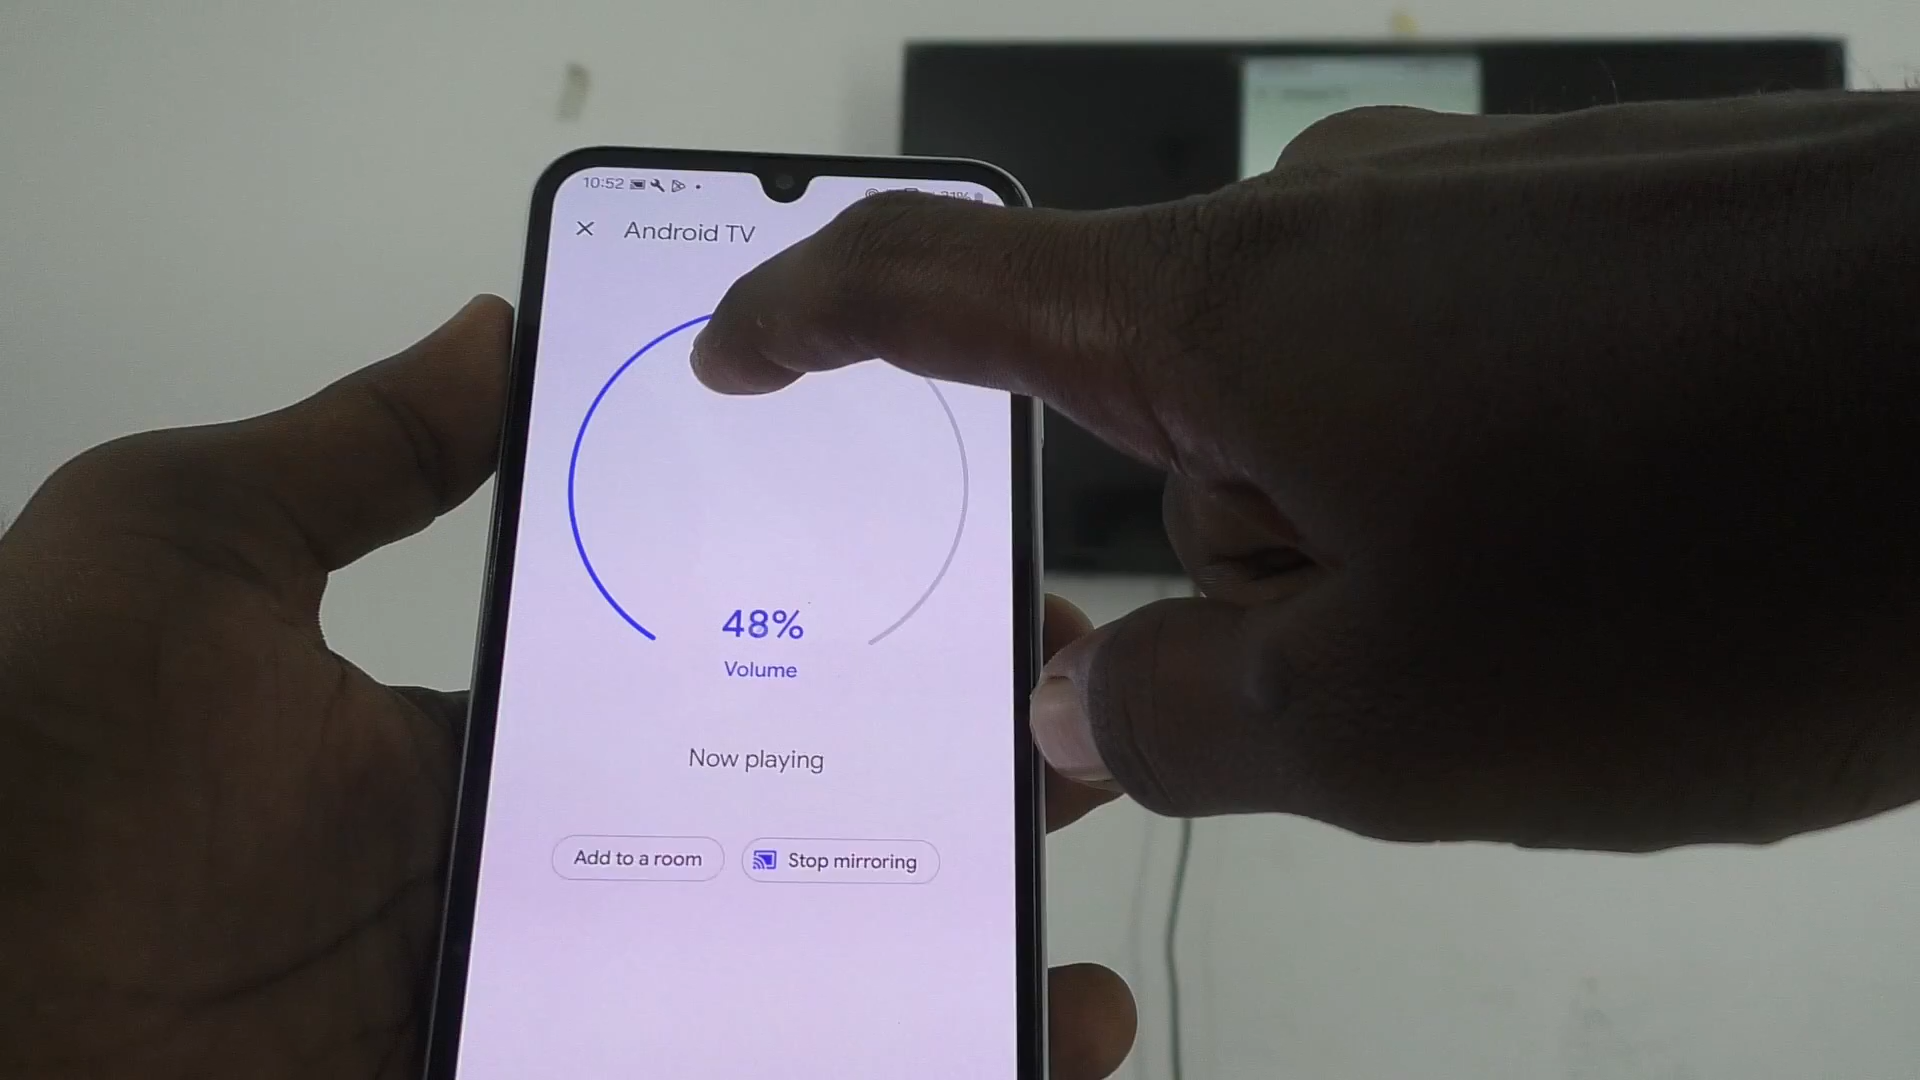 10:52
Android TV
48%
Volume
Now playing
Add to a room
Stop mirroring